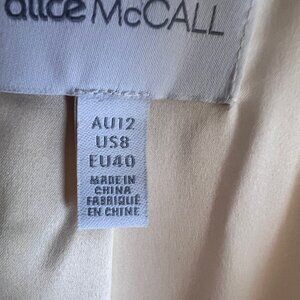 alice McCALL
AU12
US8
EU40
MADE IN
CHINA
FABRIQUÉ
EN CHINE